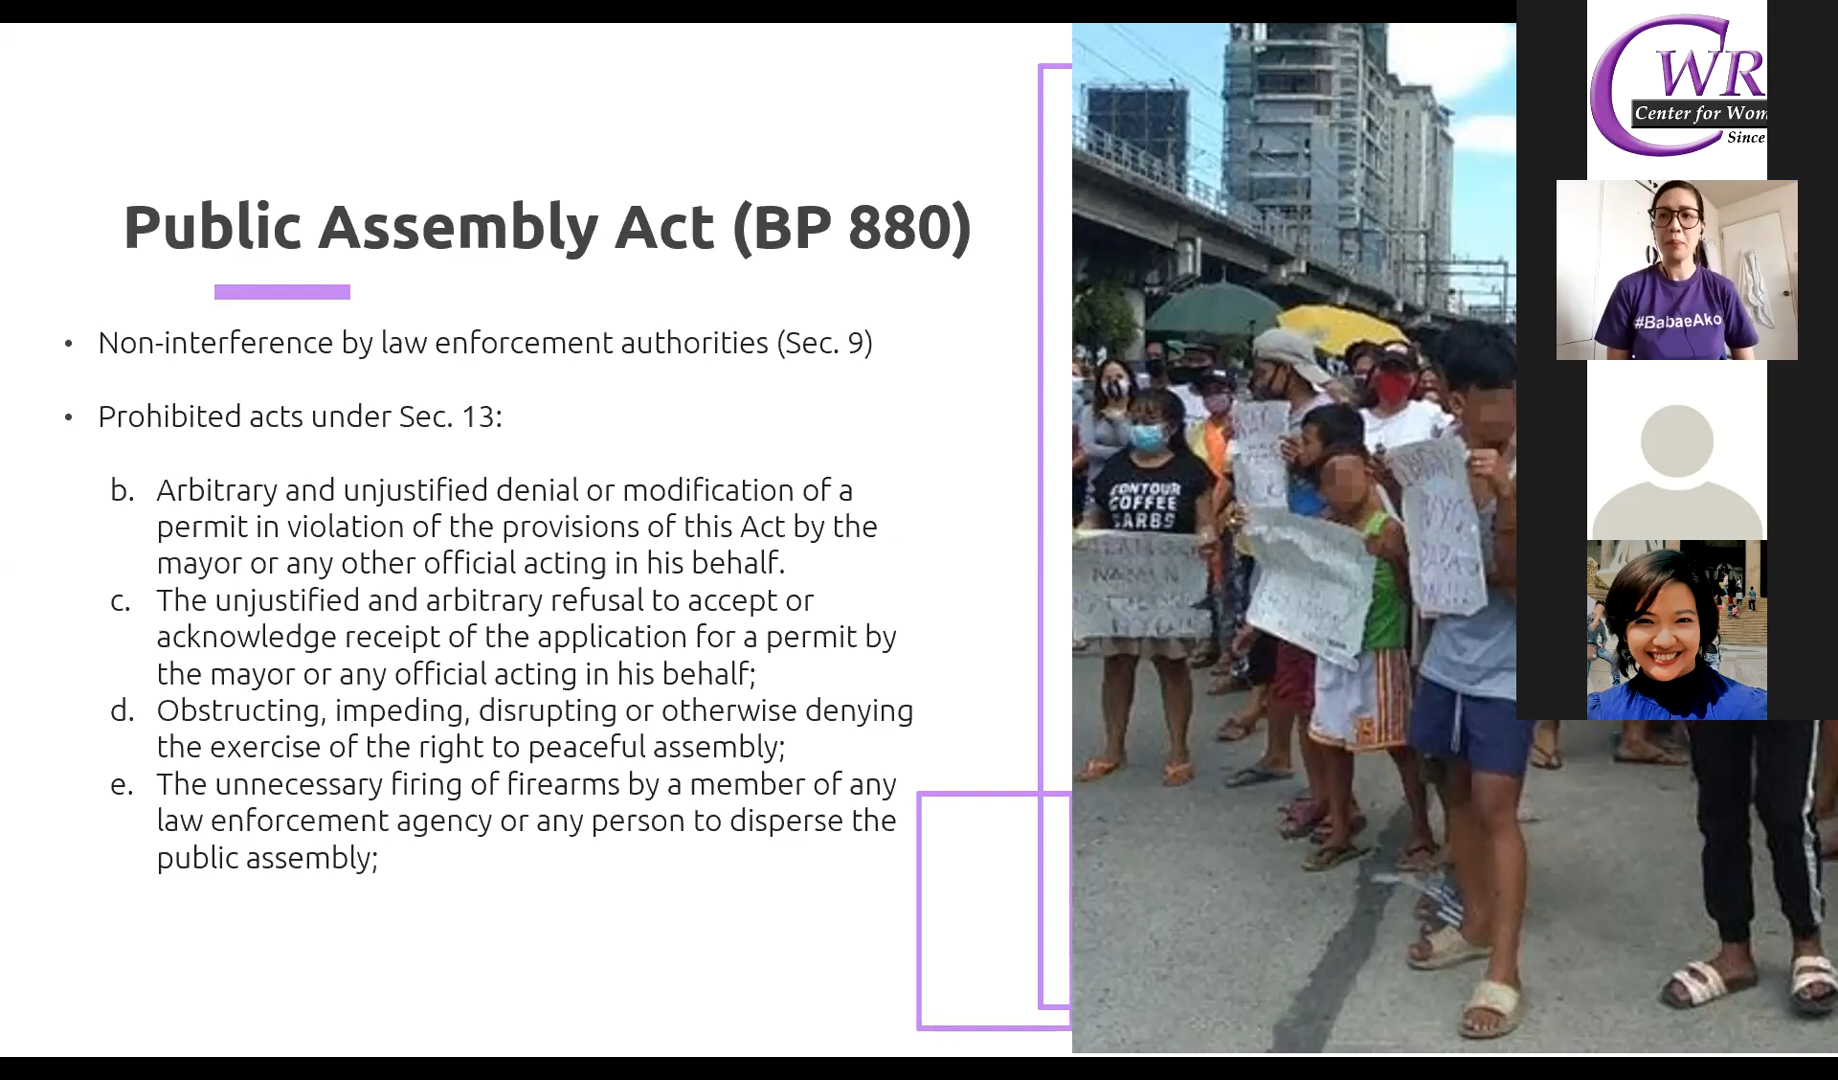 Public Assembly Act (BP 880)
• Non-interference by law enforcement authorities (Sec. 9)
• Prohibited acts under Sec. 13:
b. Arbitrary and unjustified denial or modification of a
permit in violation of the provisions of this Act by the
mayor or any other official acting in his behalf.
c. The unjustified and arbitrary refusal to accept or
acknowledge receipt of the application for a permit by
the mayor or any official acting in his behalf;
d. Obstructing, impeding, disrupting or otherwise denying
the exercise of the right to peaceful assembly;
e. The unnecessary firing of firearms by a member of any
law enforcement agency or any person to disperse the
public assembly;
CONTOUR
COFFEE
CARBS
NAMIN
CWR
Center for Wom
Since
#BabaeAko